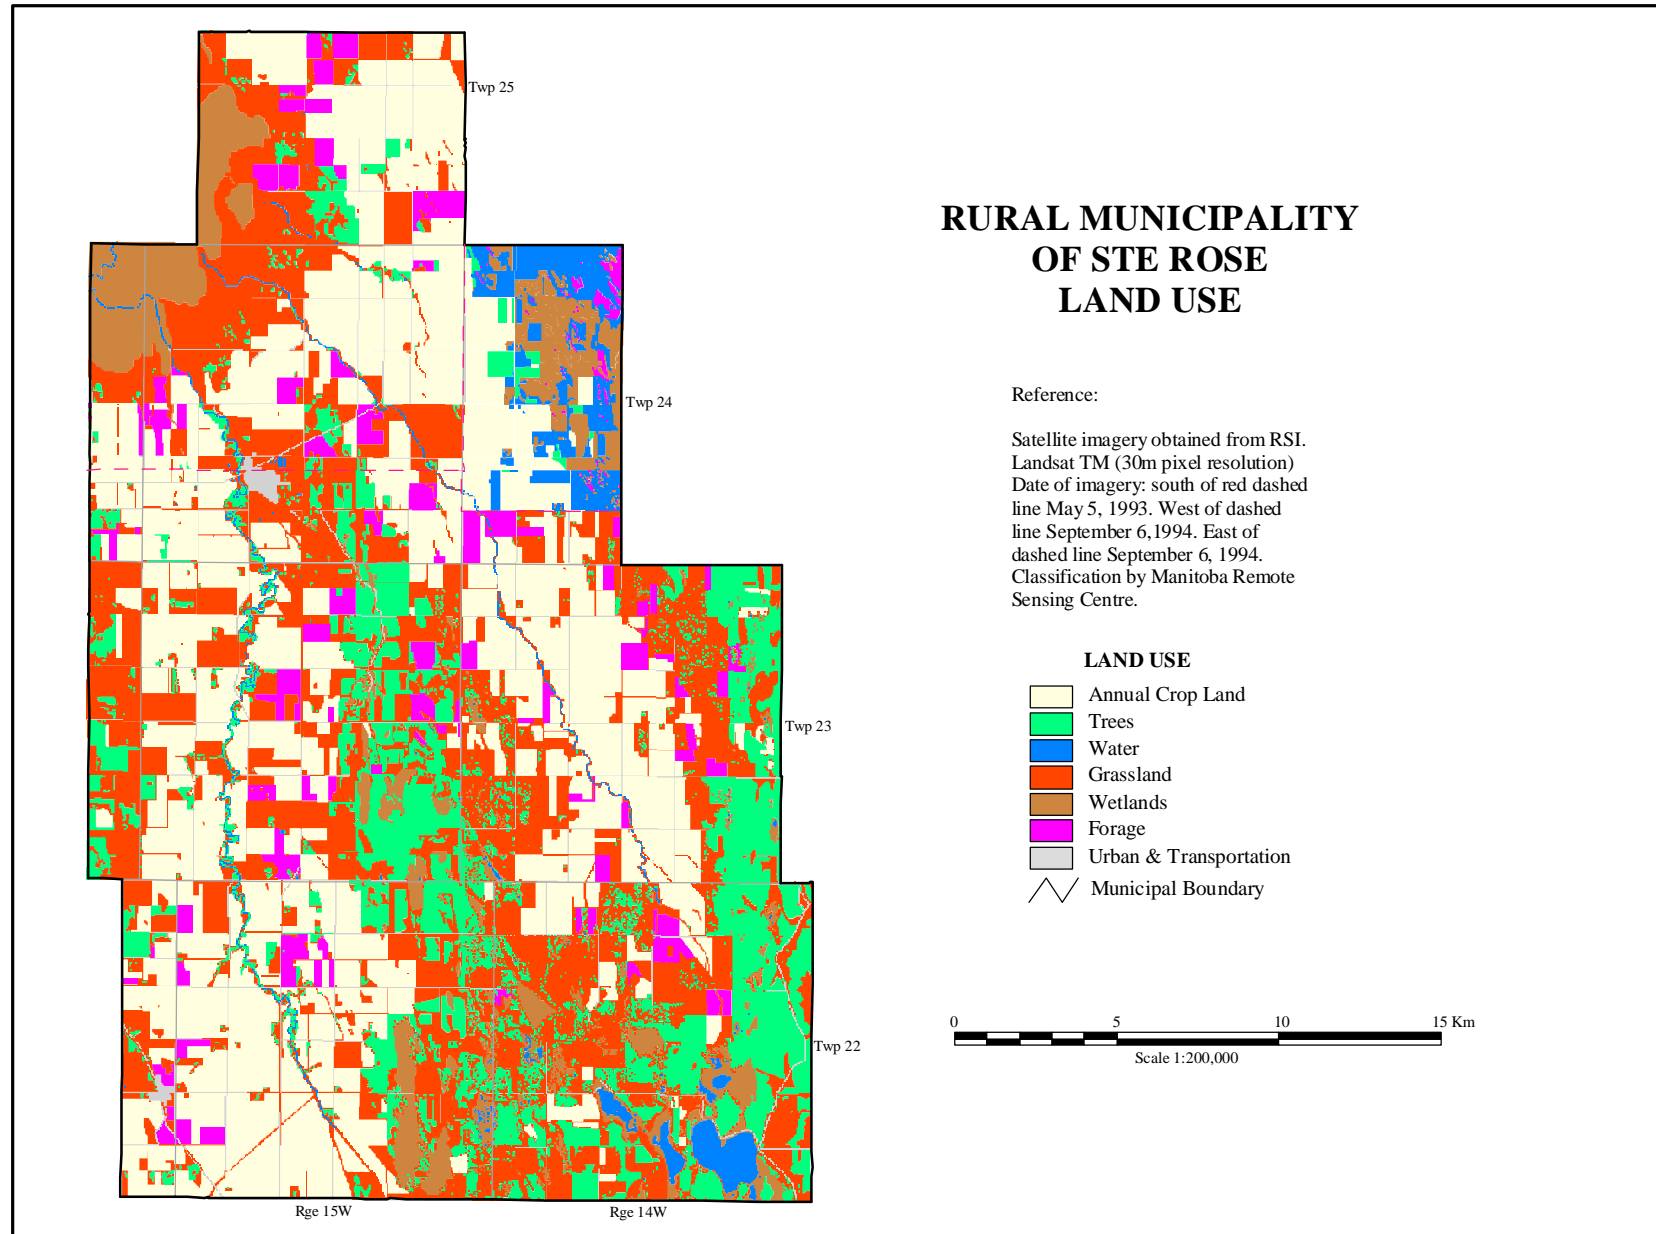 RURAL MUNICIPALITY
OF STE ROSE
LAND USE
Twp 25
Twp 24
Twp 23
Twp 22
Rge 15W
Rge 14W
Reference:
Satellite imagery obtained from RSI.
Landsat TM (30m pixel resolution)
Date of imagery: south of red dashed
line May 5, 1993. West of dashed
line September 6,1994. East of
dashed line September 6, 1994.
Classification by Manitoba Remote
Sensing Centre.
LAND USE
Annual Crop Land
Trees
Water
Grassland
Wetlands
Forage
Urban & Transportation
Municipal Boundary
0 5 10 15 Km
Scale 1:200,000